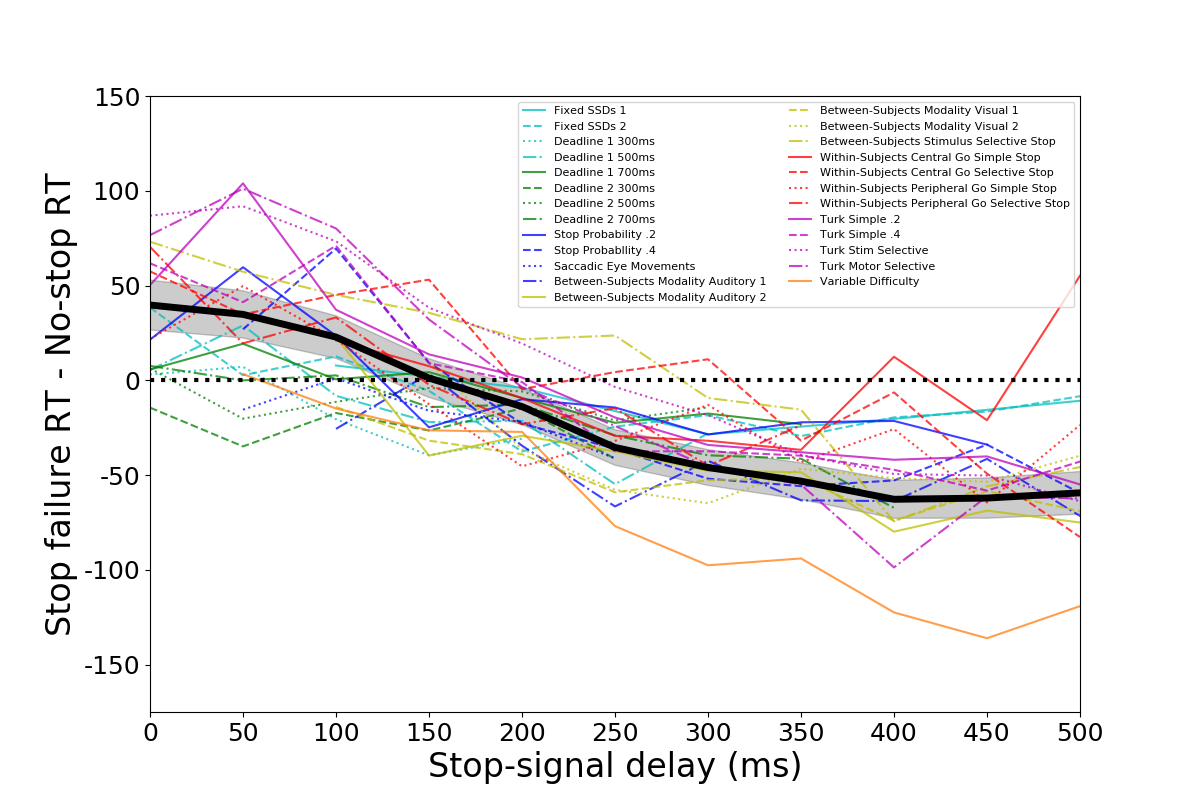 150
100
50
0
-50
-100
-150
Stop failure RT - No-stop RT
Fixed SSDs 1
Fixed SSDs 2
Deadline 1 300ms
Deadline 1 500ms
Deadline 1 700ms
Deadline 2 300ms
Deadline 2 500ms
Deadline 2 700ms
Stop Probability .2
Stop Probability .4
Saccadic Eye Movements
Between-Subjects Modality Auditory 1
Between-Subjects Modality Auditory 2
Between-Subjects Modality Visual 1
Between-Subjects Modality Visual 2
Between-Subjects Stimulus Selective Stop
Within-Subjects Central Go Simple Stop
Within-Subjects Central Go Selective Stop
Within-Subjects Peripheral Go Simple Stop
Within-Subjects Peripheral Go Selective Stop
Turk Simple .2
Turk Simple .4
Turk Stim Selective
Turk Motor Selective
Variable Difficulty
0 50 100 150 200 250 300 350 400 450 500
Stop-signal delay (ms)